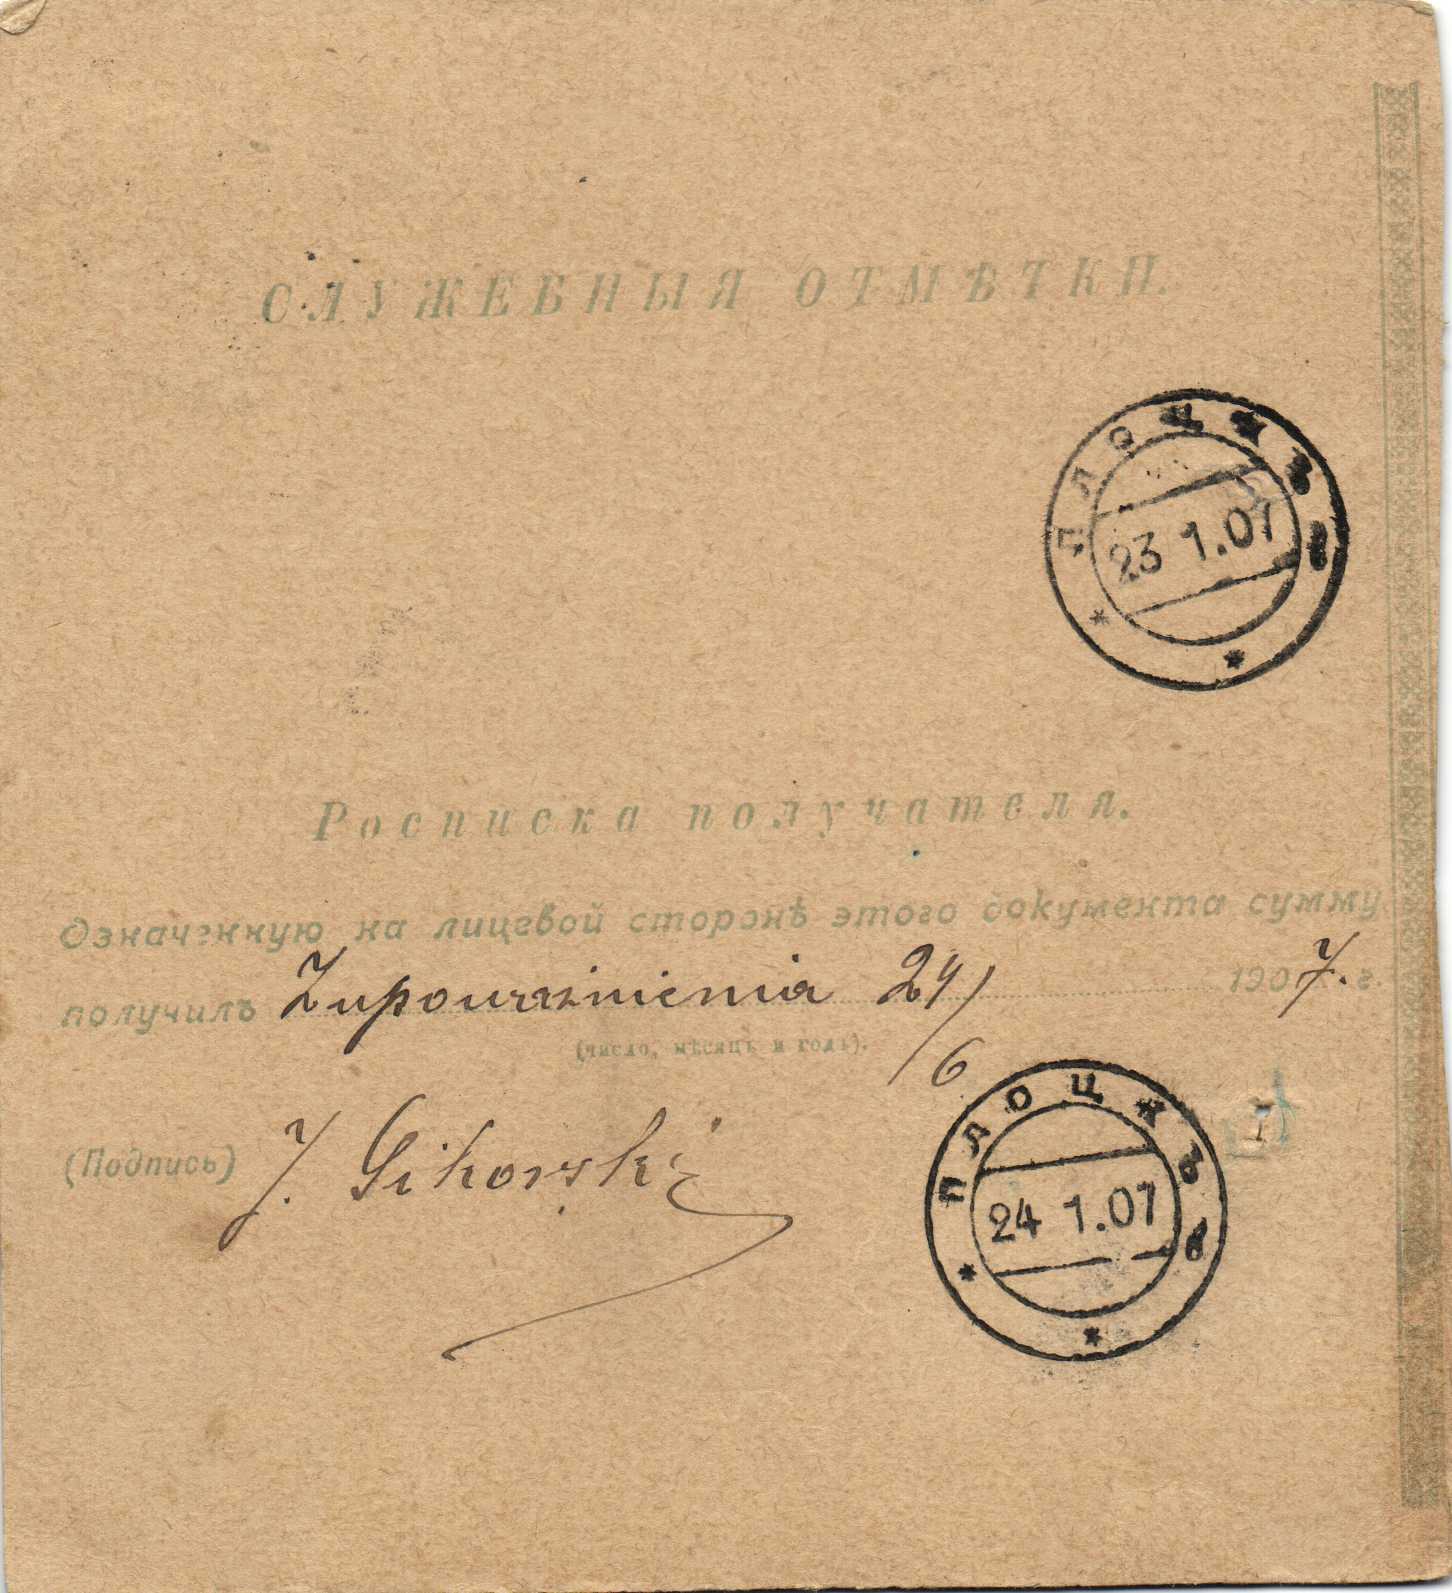 СЛУЖЕБНЫЯ ОТМѢТКИ.
ПЛОЦКЪ
23 1.07
Росписка получателя.
Означенную на лицевой сторонѣ этого документа сумму
получилъ Z upoważnienia 24/6 1907. г.
(число, мѣсяцъ и годъ).
(Подпись) J. Sikorski
ПЛОЦКЪ
24 1.07